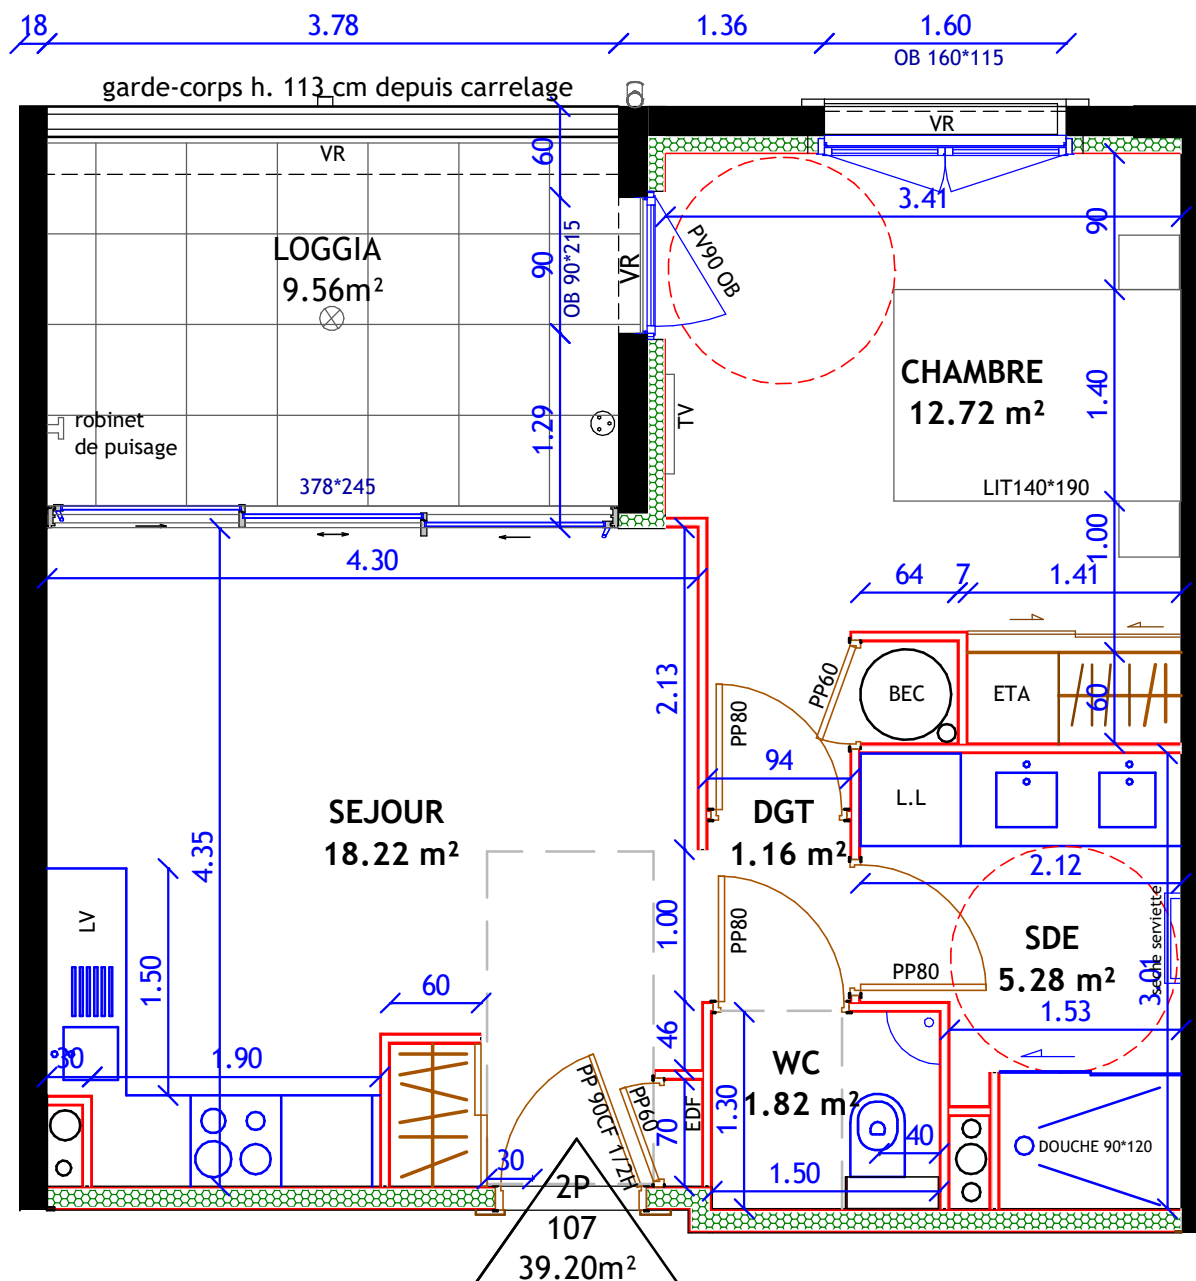 18
3.78
1.36
1.60
OB 160*115
garde-corps h. 113 cm depuis carrelage
VR
VR
60
3.41
90
LOGGIA
9.56m²
90
OB 90*215
VR
PV90 OB
CHAMBRE
12.72 m²
1.40
robinet
de puisage
1.29
TV
378*245
LIT140*190
1.00
4.30
64
7
1.41
2.13
PP60
BEC
ETA
60
PP80
94
L.L
SEJOUR
18.22 m²
DGT
1.16 m²
4.35
2.12
LV
1.50
1.00
PP80
PP80
SDE
5.28 m²
3.01
sèche serviette
60
1.53
46
30
1.90
WC
1.82 m²
1.30
PP 90CF 1/2H
PP60
EDF
70
40
DOUCHE 90*120
30
1.50
2P
107
39.20m²